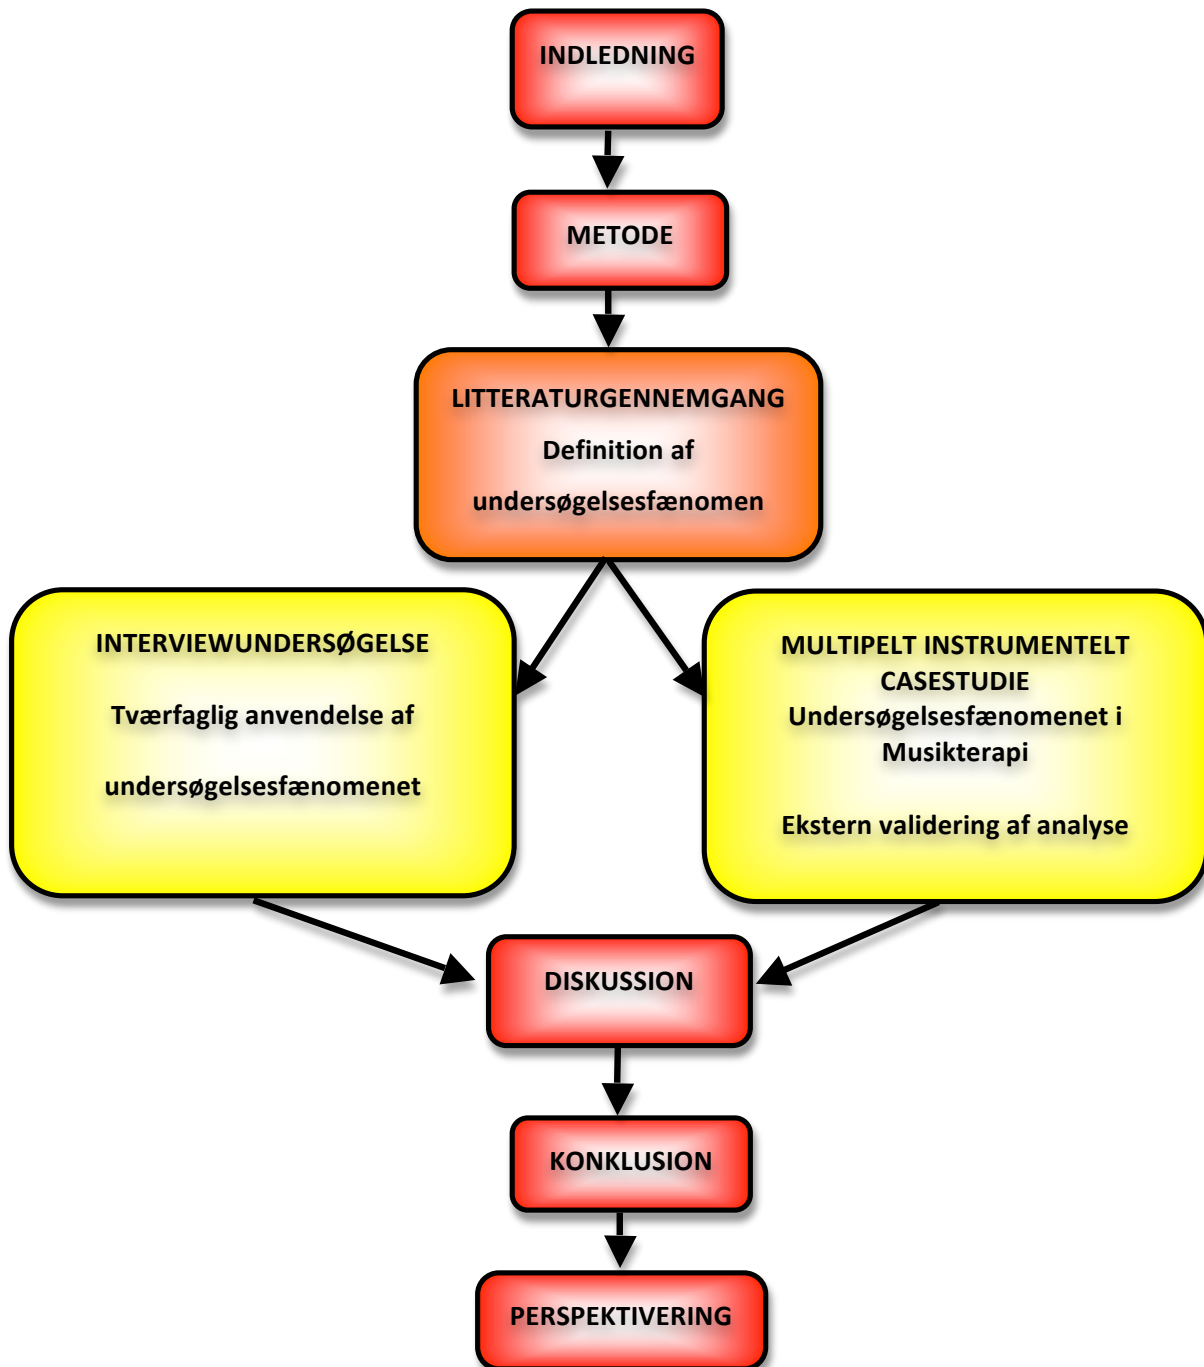 INDLEDNING
METODE
LITTERATURGENNEMGANG
Definition af
undersøgelsesfænomen
INTERVIEWUNDERSØGELSE
Tværfaglig anvendelse af
undersøgelsesfænomenet
MULTIPELT INSTRUMENTELT
CASESTUDIE
Undersøgelsesfænomenet i
Musikterapi
Ekstern validering af analyse
DISKUSSION
KONKLUSION
PERSPEKTIVERING